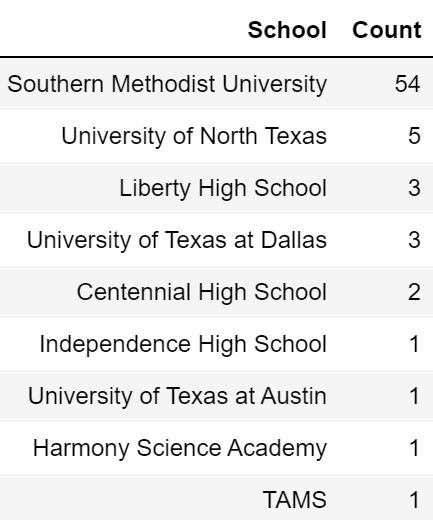 School Count
Southern Methodist University 54
University of North Texas 5
Liberty High School 3
University of Texas at Dallas 3
Centennial High School 2
Independence High School 1
University of Texas at Austin 1
Harmony Science Academy 1
TAMS 1